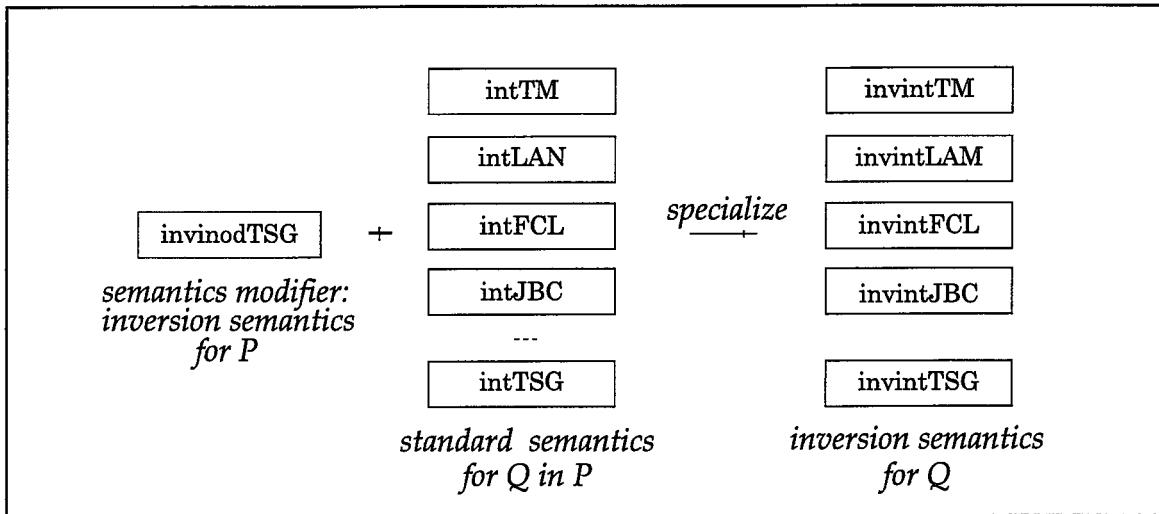 intTM
invintTM
intLAN
invintLAM
invinodTSG + intFCL specialize invintFCL
semantics modifier:
inversion semantics
for P
intJBC
invintJBC
---
intTSG
invintTSG
standard semantics
for Q in P
inversion semantics
for Q